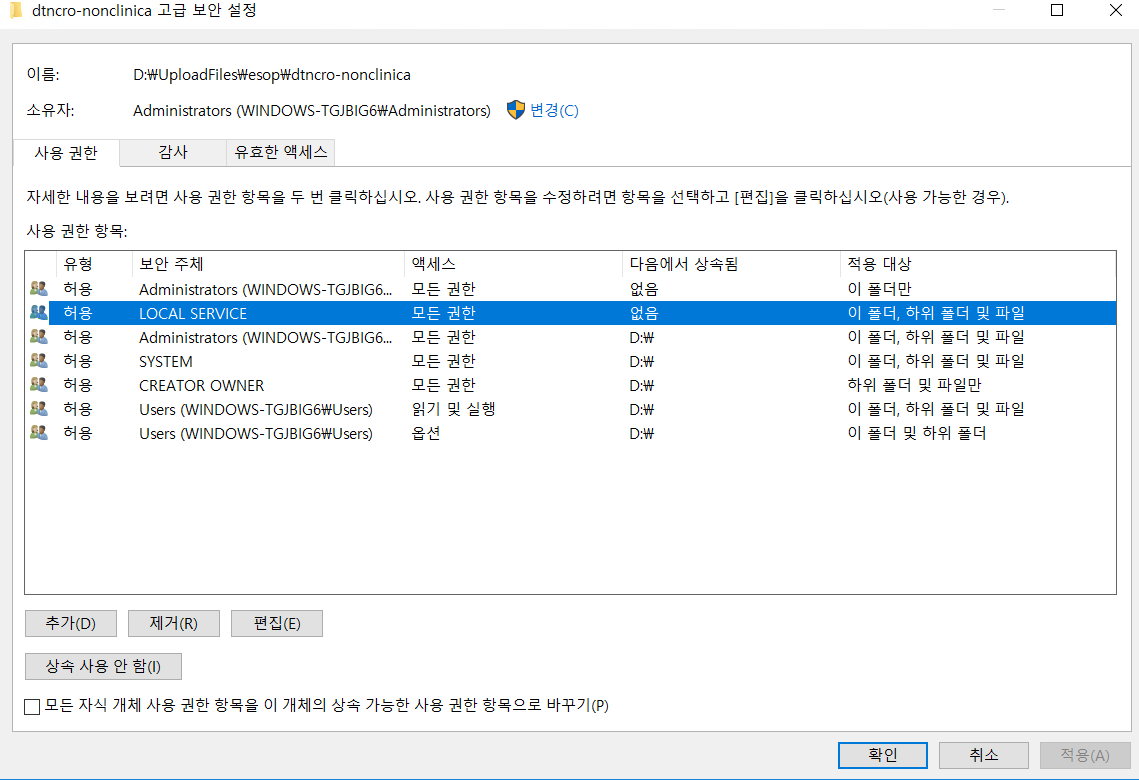 dtncro-nonclinica 고급 보안 설정
이름: D:₩UploadFiles₩esop₩dtncro-nonclinica
소유자: Administrators (WINDOWS-TGJBIG6₩Administrators) 변경(C)
사용 권한 감사 유효한 액세스
자세한 내용을 보려면 사용 권한 항목을 두 번 클릭하십시오. 사용 권한 항목을 수정하려면 항목을 선택하고 [편집]을 클릭하십시오(사용 가능한 경우).
사용 권한 항목:
유형 보안 주체 액세스 다음에서 상속됨 적용 대상
허용 Administrators (WINDOWS-TGJBIG6... 모든 권한 없음 이 폴더만
허용 LOCAL SERVICE 모든 권한 없음 이 폴더, 하위 폴더 및 파일
허용 Administrators (WINDOWS-TGJBIG6... 모든 권한 D:₩ 이 폴더, 하위 폴더 및 파일
허용 SYSTEM 모든 권한 D:₩ 이 폴더, 하위 폴더 및 파일
허용 CREATOR OWNER 모든 권한 D:₩ 하위 폴더 및 파일만
허용 Users (WINDOWS-TGJBIG6₩Users) 읽기 및 실행 D:₩ 이 폴더, 하위 폴더 및 파일
허용 Users (WINDOWS-TGJBIG6₩Users) 옵션 D:₩ 이 폴더 및 하위 폴더
추가(D) 제거(R) 편집(E)
상속 사용 안 함(I)
모든 자식 개체 사용 권한 항목을 이 개체의 상속 가능한 사용 권한 항목으로 바꾸기(P)
확인 취소 적용(A)